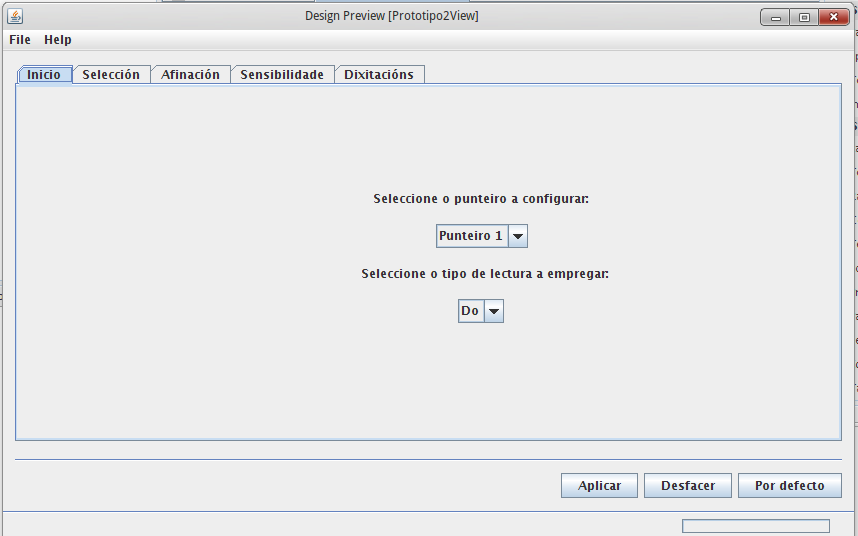 Design Preview [Prototipo2View]
File Help
Inicio Selección Afinación Sensibilidade Dixitacións
Seleccione o punteiro a configurar:
Punteiro 1
Seleccione o tipo de lectura a empregar:
Do
Aplicar Desfacer Por defecto